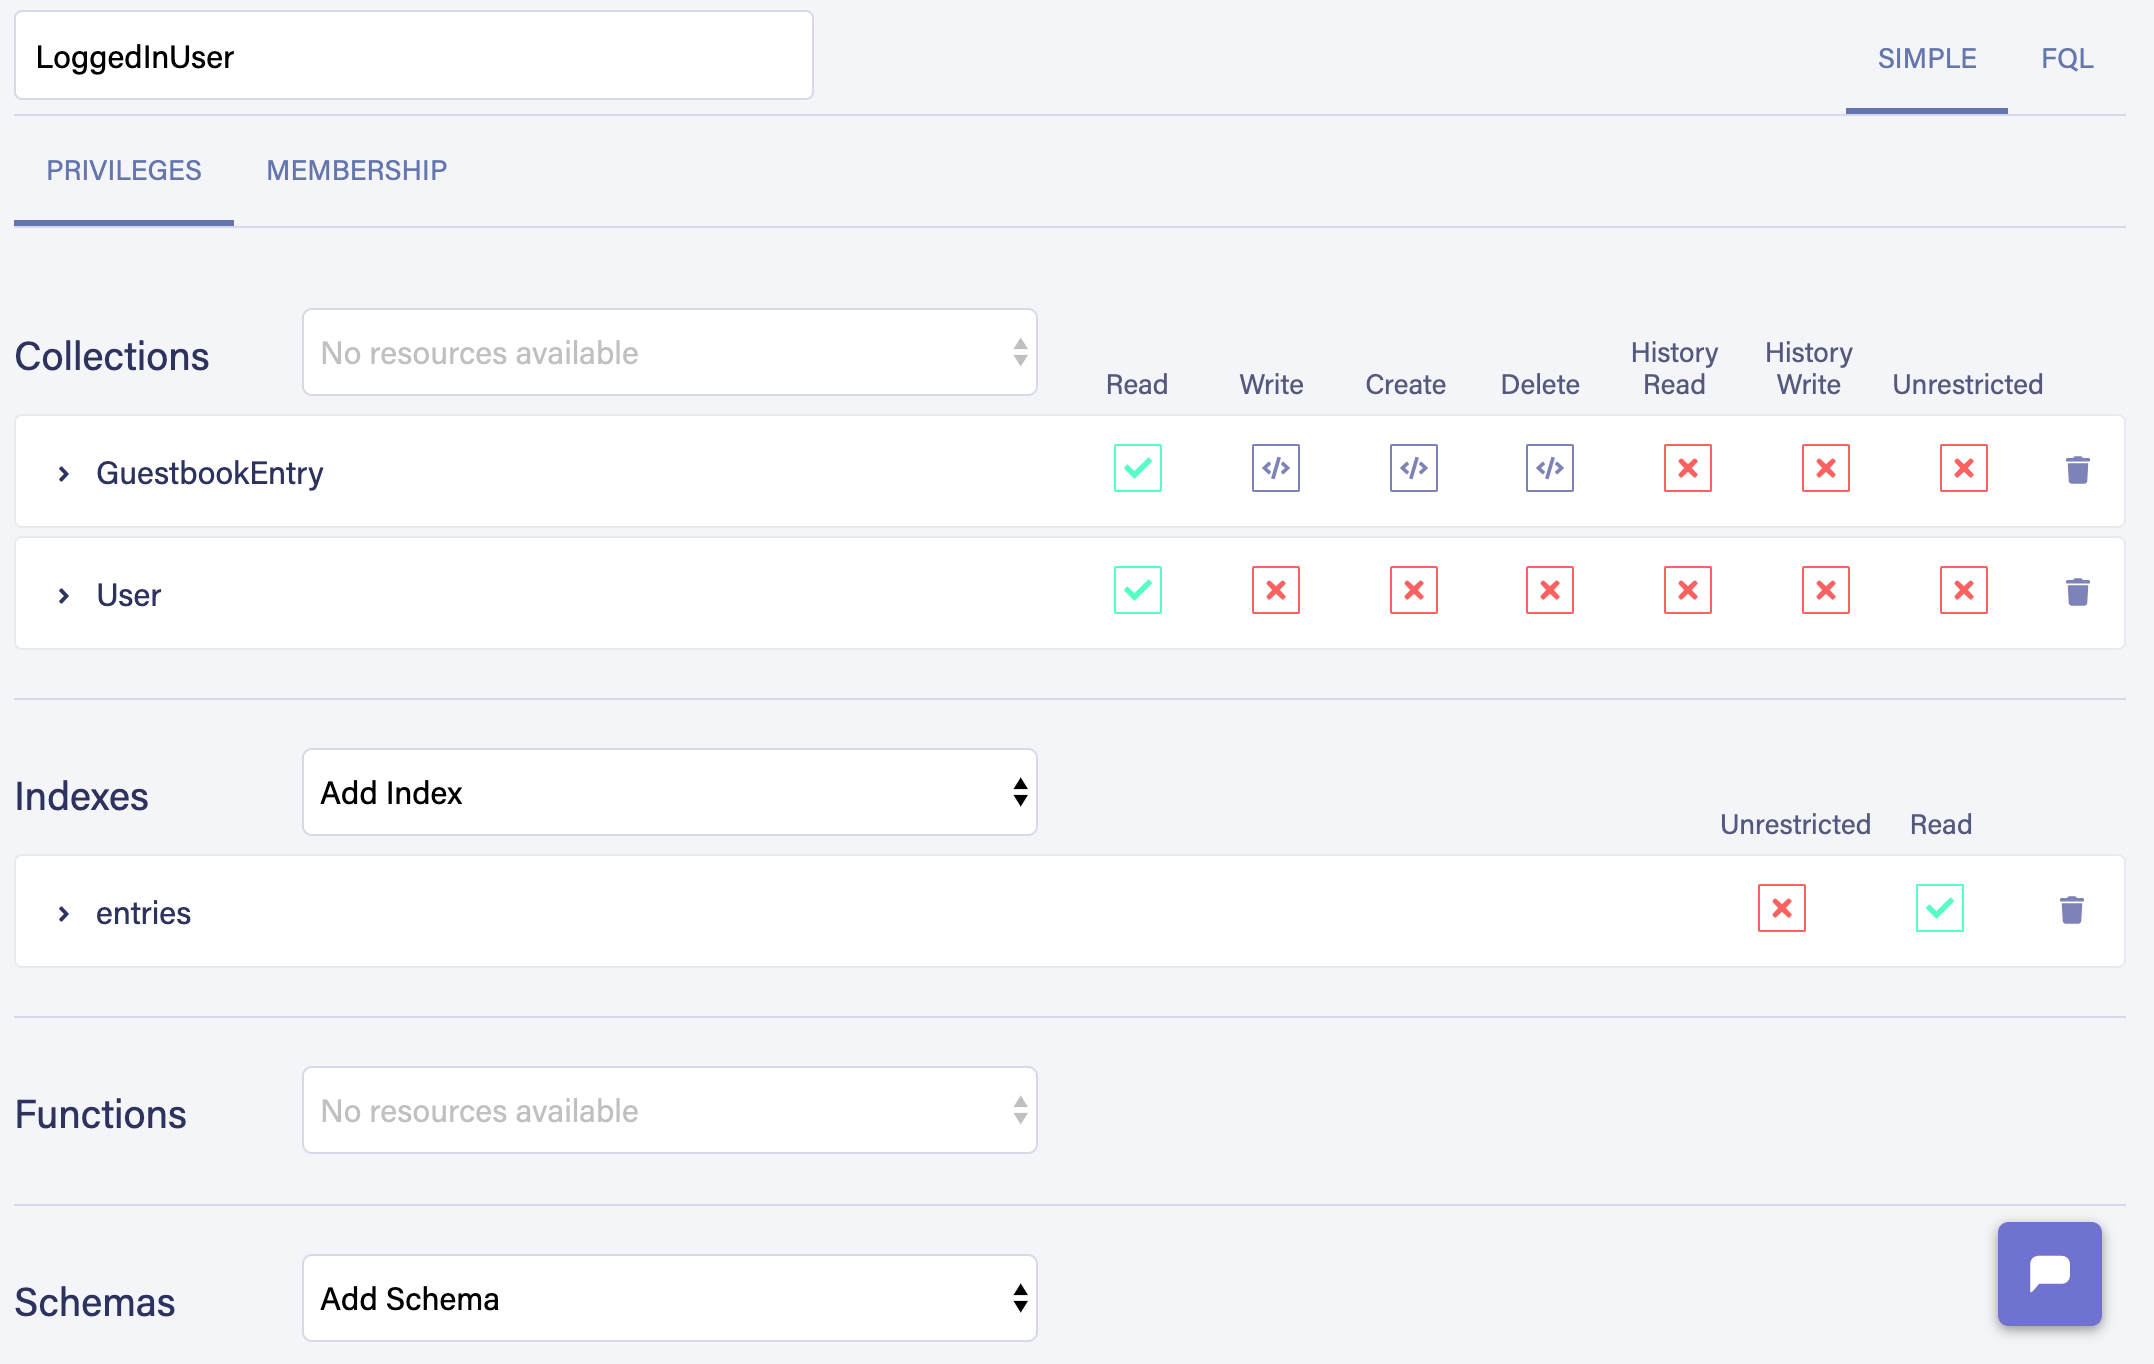 LoggedInUser
SIMPLE FQL
PRIVILEGES MEMBERSHIP
Collections No resources available
Read Write Create Delete History Read History Write Unrestricted
GuestbookEntry
User
Indexes Add Index
Unrestricted Read
entries
Functions No resources available
Schemas Add Schema